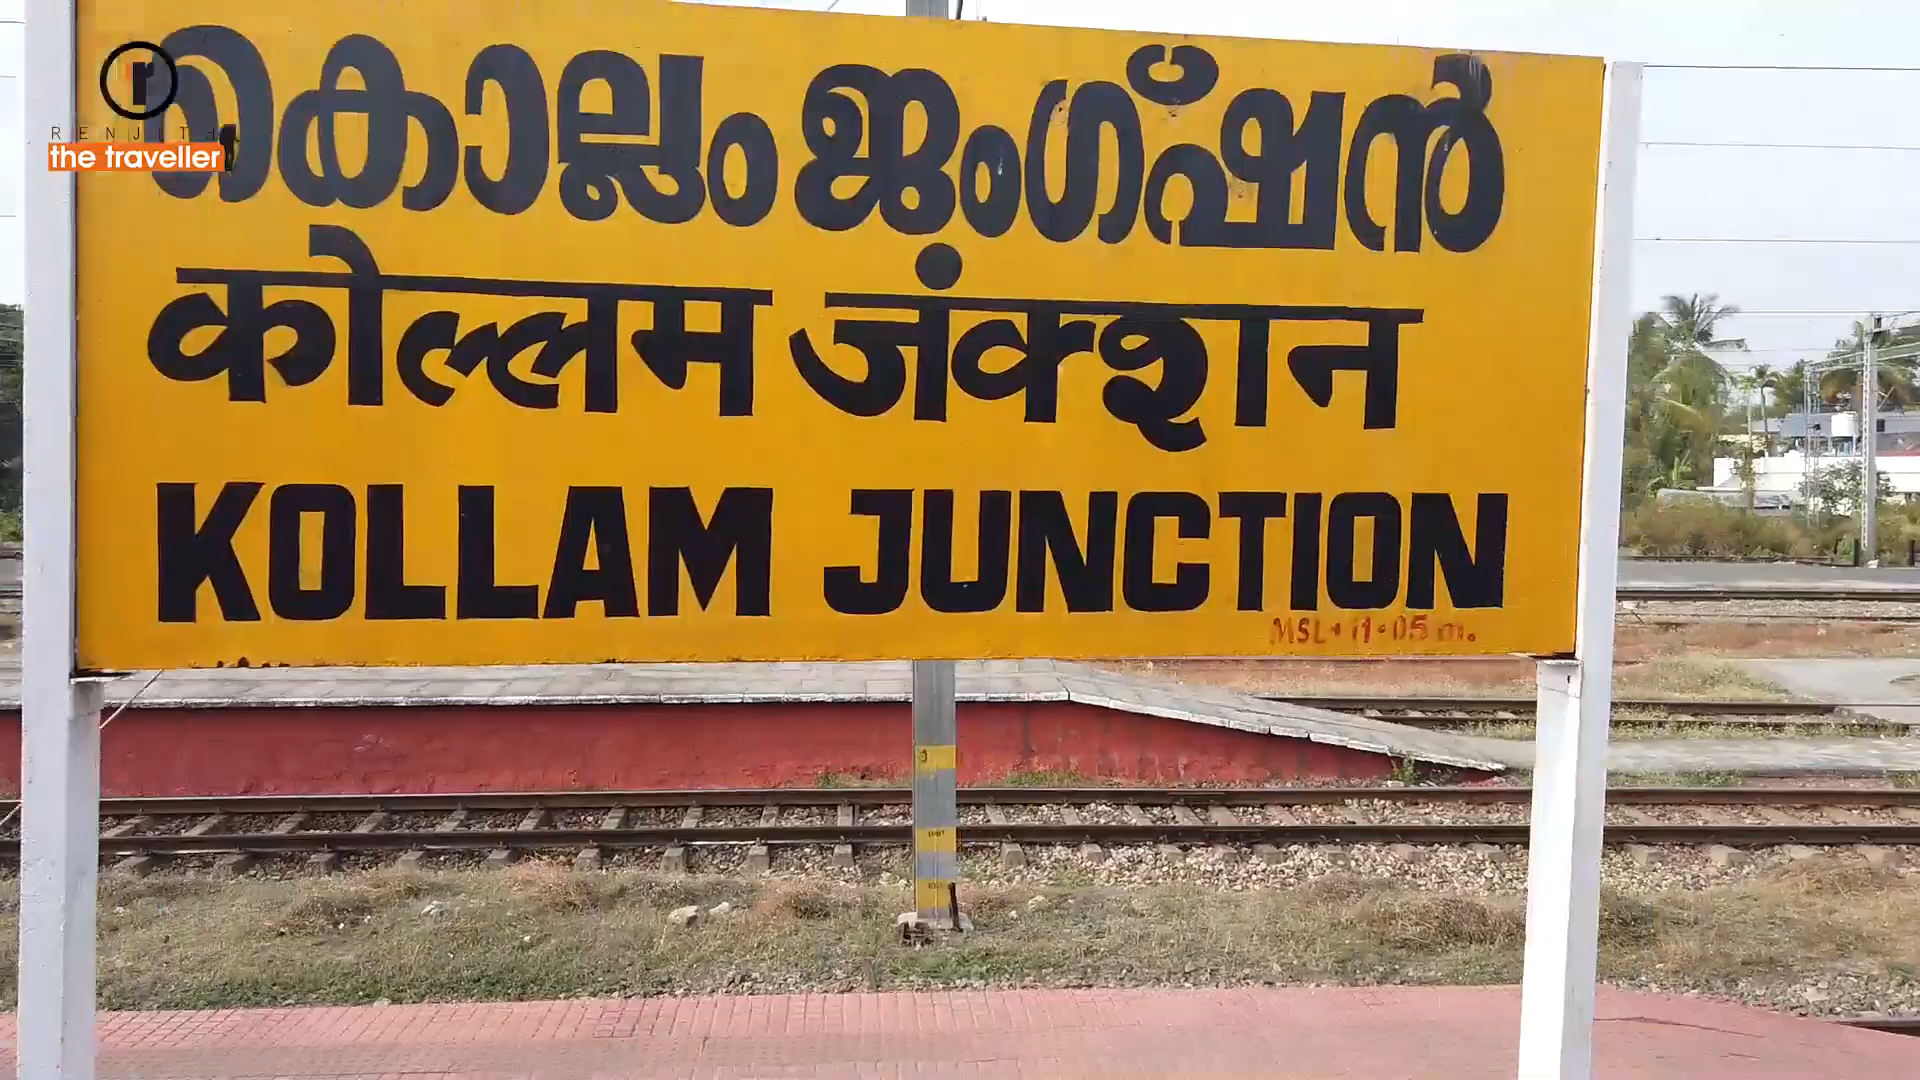 r
RENJITH
the traveller
കൊല്ലം ജംഗ്ഷൻ
कोल्लम जंक्शन
KOLLAM JUNCTION
MSL. 11.05 m.